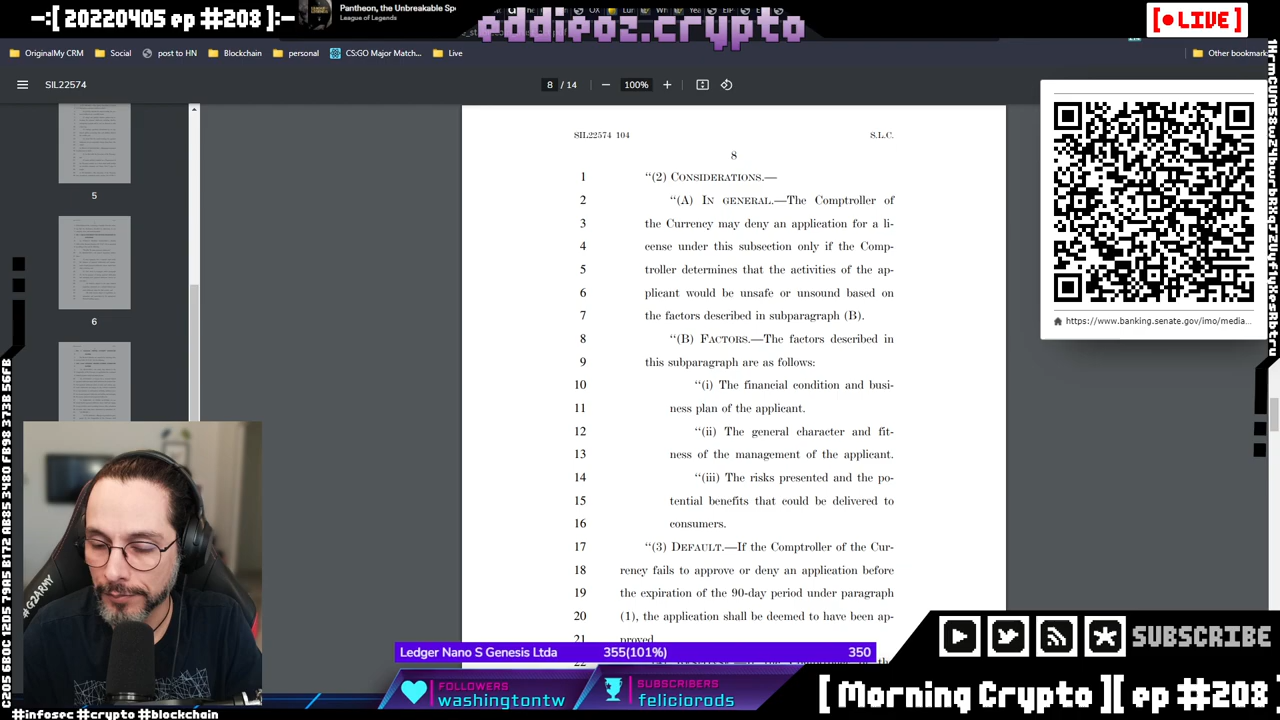 -:[ 20220405 ep #208 ]:-
Pantheon, the Unbreakable Sp
League of Legends
eddieoz.crypto
[● LIVE]
OriginalMy CRM
Social
post to HN
Blockchain
personal
CS:GO Major Match...
Live
Other bookmark
SIL22574
8 / 14
100%
5
6
https://www.banking.senate.gov/imo/media...
SIL22574 104 S.L.C.
8
1 “(2) CONSIDERATIONS.—
2 “(A) IN GENERAL.—The Comptroller of
3 the Currency may deny an application for a li-
4 cense under this subsection only if the Comp-
5 troller determines that the activities of the ap-
6 plicant would be unsafe or unsound based on
7 the factors described in subparagraph (B).
8 “(B) FACTORS.—The factors described in
9 this subparagraph are as follows:
10 “(i) The financial condition and busi-
11 ness plan of the applicant.
12 “(ii) The general character and fit-
13 ness of the management of the applicant.
14 “(iii) The risks presented and the po-
15 tential benefits that could be delivered to
16 consumers.
17 “(3) DEFAULT.—If the Comptroller of the Cur-
18 rency fails to approve or deny an application before
19 the expiration of the 90-day period under paragraph
20 (1), the application shall be deemed to have been ap-
21 proved.
Ledger Nano S Genesis Ltda 355(101%) 350
FOLLOWERS
washingtontw
SUBSCRIBERS
feliciorods
SUBSCRIBE
[ Morning Crypto ][ ep #208
#crypto #blockchain